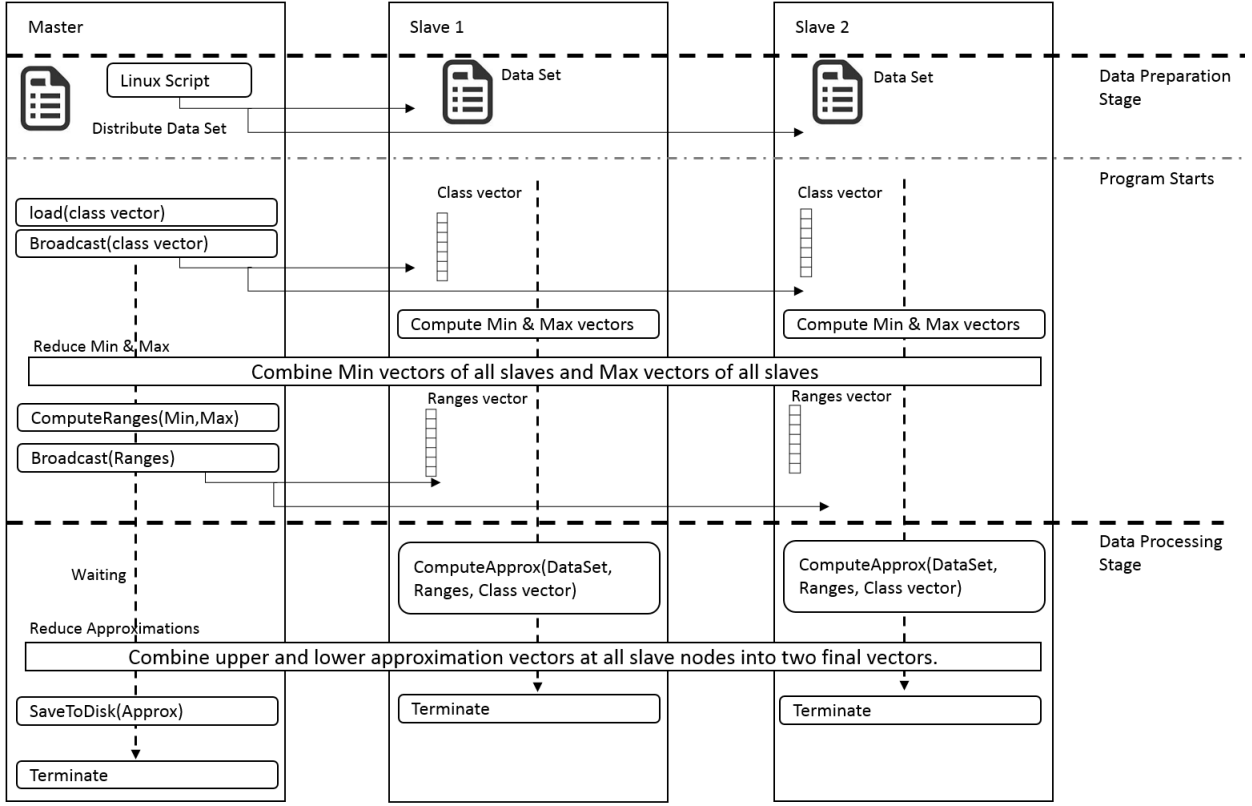 Master
Slave 1
Slave 2
Linux Script
Data Set
Data Set
Data Preparation
Stage
Distribute Data Set
Program Starts
Class vector
Class vector
load(class vector)
Broadcast(class vector)
Compute Min & Max vectors
Compute Min & Max vectors
Reduce Min & Max
Combine Min vectors of all slaves and Max vectors of all slaves
Ranges vector
Ranges vector
ComputeRanges(Min,Max)
Broadcast(Ranges)
Data Processing
Stage
Waiting
ComputeApprox(DataSet,
Ranges, Class vector)
ComputeApprox(DataSet,
Ranges, Class vector)
Reduce Approximations
Combine upper and lower approximation vectors at all slave nodes into two final vectors.
SaveToDisk(Approx)
Terminate
Terminate
Terminate